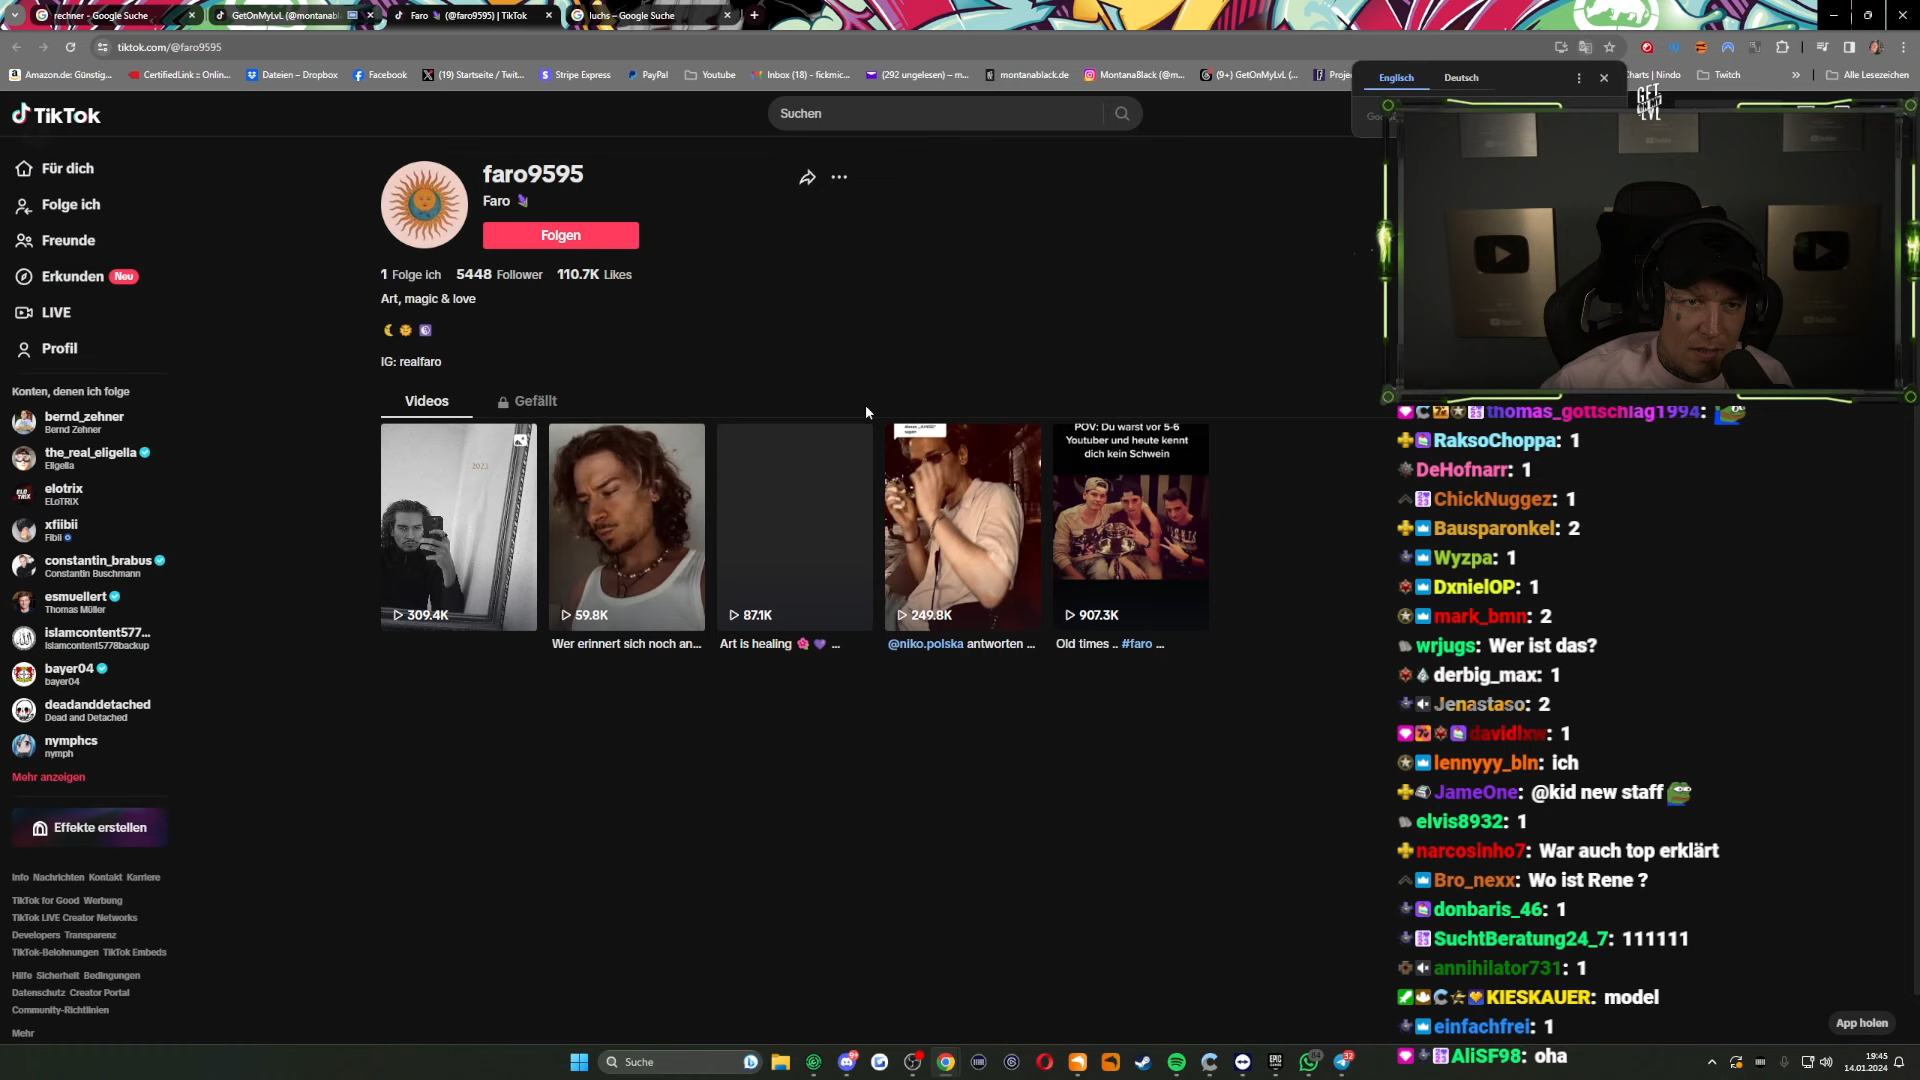 rechner - Google Suche
GetOnMyLvL (@montanabl
Faro (@faro9595) | TikTok
luchs – Google Suche
tiktok.com/@faro9595
Amazon.de: Günstig...
CertifiedLink :: Onlin...
Dateien – Dropbox
Facebook
(19) Startseite / Twit...
Stripe Express
PayPal
Youtube
Inbox (18) - fickmic...
(292 ungelesen) – m...
montanablack.de
MontanaBlack (@m...
(9+) GetOnMyLvL (...
Charts | Nindo
Twitch
»
Alle Lesezeichen
Englisch
Deutsch
TikTok
Suchen
GET
LVL
Für dich
Folge ich
Freunde
Erkunden Neu
LIVE
Profil
Konten, denen ich folge
bernd_zehner
Bernd Zehner
the_real_eligella
Eligella
elotrix
ELoTRIX
xfiibii
Fibii
constantin_brabus
Constantin Buschmann
esmuellert
Thomas Müller
islamcontent577...
islamcontent5778backup
bayer04
bayer04
deadanddetached
Dead and Detached
nymphcs
nymph
Mehr anzeigen
Effekte erstellen
Info Nachrichten Kontakt Karriere
TikTok for Good Werbung
TikTok LIVE Creator Networks
Developers Transparenz
TikTok-Belohnungen TikTok Embeds
Hilfe Sicherheit Bedingungen
Datenschutz Creator Portal
Community-Richtlinien
Mehr
faro9595
Faro
Folgen
1 Folge ich 5448 Follower 110.7K Likes
Art, magic & love
IG: realfaro
Videos
Gefällt
2023
309.4K
59.8K
Wer erinnert sich noch an...
87.1K
Art is healing ...
sagen
249.8K
@niko.polska antworten ...
POV: Du warst vor 5-6
Youtuber und heute kennt
dich kein Schwein
907.3K
Old times .. #faro ...
thomas_gottschlag1994:
RaksoChoppa: 1
DeHofnarr: 1
ChickNuggez: 1
Bausparonkel: 2
Wyzpa: 1
DxnielOP: 1
mark_bmn: 2
wrjugs: Wer ist das?
derbig_max: 1
Jenastaso: 2
davidlxw: 1
lennyyy_bln: ich
JameOne: @kid new staff
elvis8932: 1
narcosinho7: War auch top erklärt
Bro_nexx: Wo ist Rene ?
donbaris_46: 1
SuchtBeratung24_7: 111111
annihilator731: 1
KIESKAUER: model
einfachfrei: 1
AliSF98: oha
App holen
Suche
32
19:45
14.01.2024